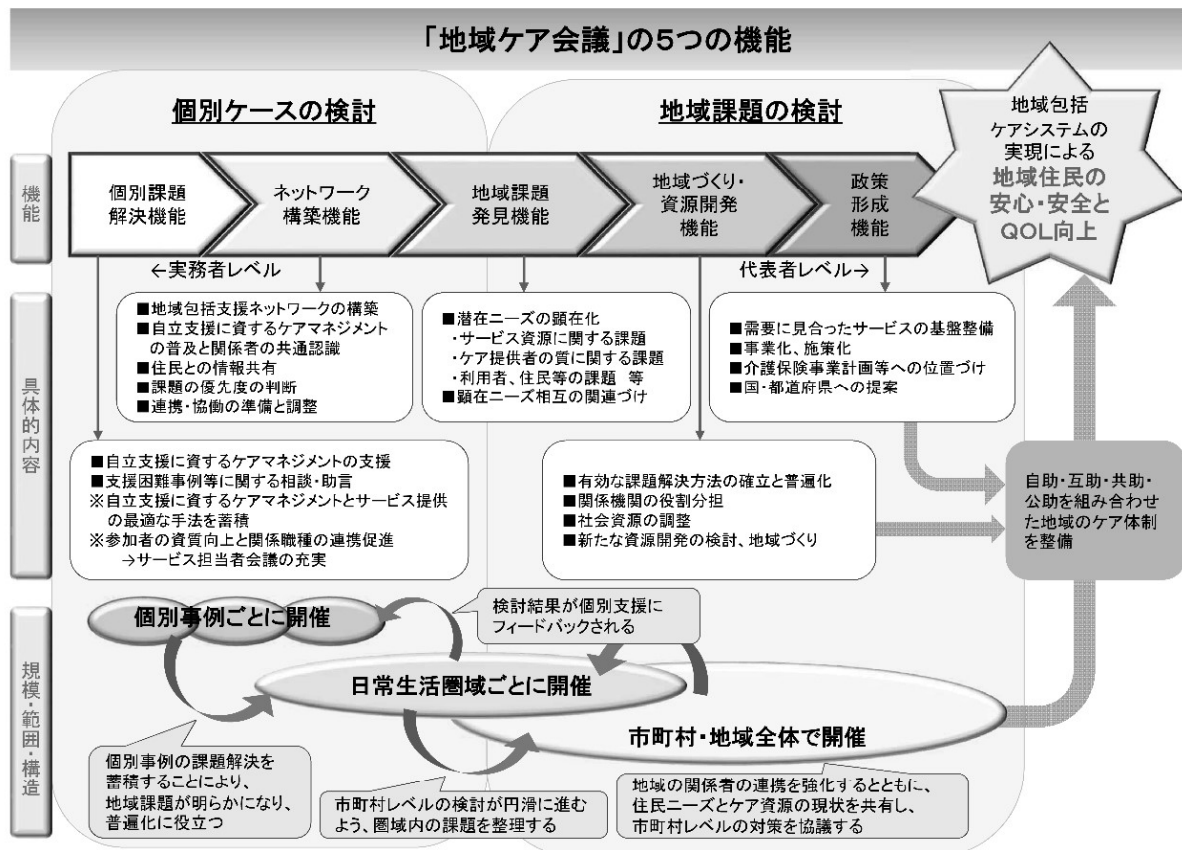 「地域ケア会議」の5つの機能
個別ケースの検討
地域課題の検討
地域包括
ケアシステムの
実現による
地域住民の
安心・安全と
QOL向上
機能
個別課題
解決機能
ネットワーク
構築機能
地域課題
発見機能
地域づくり・
資源開発
機能
政策
形成
機能
←実務者レベル
代表者レベル→
具体的内容
■地域包括支援ネットワークの構築
■自立支援に資するケアマネジメント
の普及と関係者の共通認識
■住民との情報共有
■課題の優先度の判断
■連携・協働の準備と調整
■潜在ニーズの顕在化
・サービス資源に関する課題
・ケア提供者の質に関する課題
・利用者、住民等の課題 等
■顕在ニーズ相互の関連づけ
■需要に見合ったサービスの基盤整備
■事業化、施策化
■介護保険事業計画等への位置づけ
■国・都道府県への提案
■自立支援に資するケアマネジメントの支援
■支援困難事例等に関する相談・助言
※自立支援に資するケアマネジメントとサービス提供
の最適な手法を蓄積
※参加者の資質向上と関係職種の連携促進
→サービス担当者会議の充実
■有効な課題解決方法の確立と普遍化
■関係機関の役割分担
■社会資源の調整
■新たな資源開発の検討、地域づくり
自助・互助・共助・
公助を組み合わせ
た地域のケア体制
を整備
規模・範囲・構造
個別事例ごとに開催
検討結果が個別支援に
フィードバックされる
日常生活圏域ごとに開催
市町村・地域全体で開催
個別事例の課題解決を
蓄積することにより、
地域課題が明らかになり、
普遍化に役立つ
市町村レベルの検討が円滑に進む
よう、圏域内の課題を整理する
地域の関係者の連携を強化するとともに、
住民ニーズとケア資源の現状を共有し、
市町村レベルの対策を協議する